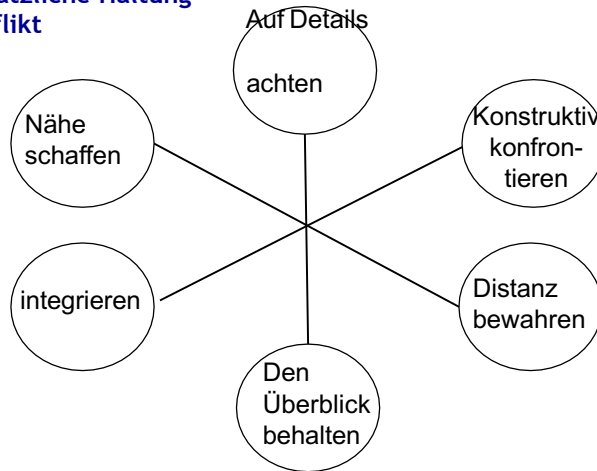 Auf Details
achten
Nähe
schaffen
Konstruktiv
konfron-
tieren
integrieren
Distanz
bewahren
Den
Überblick
behalten